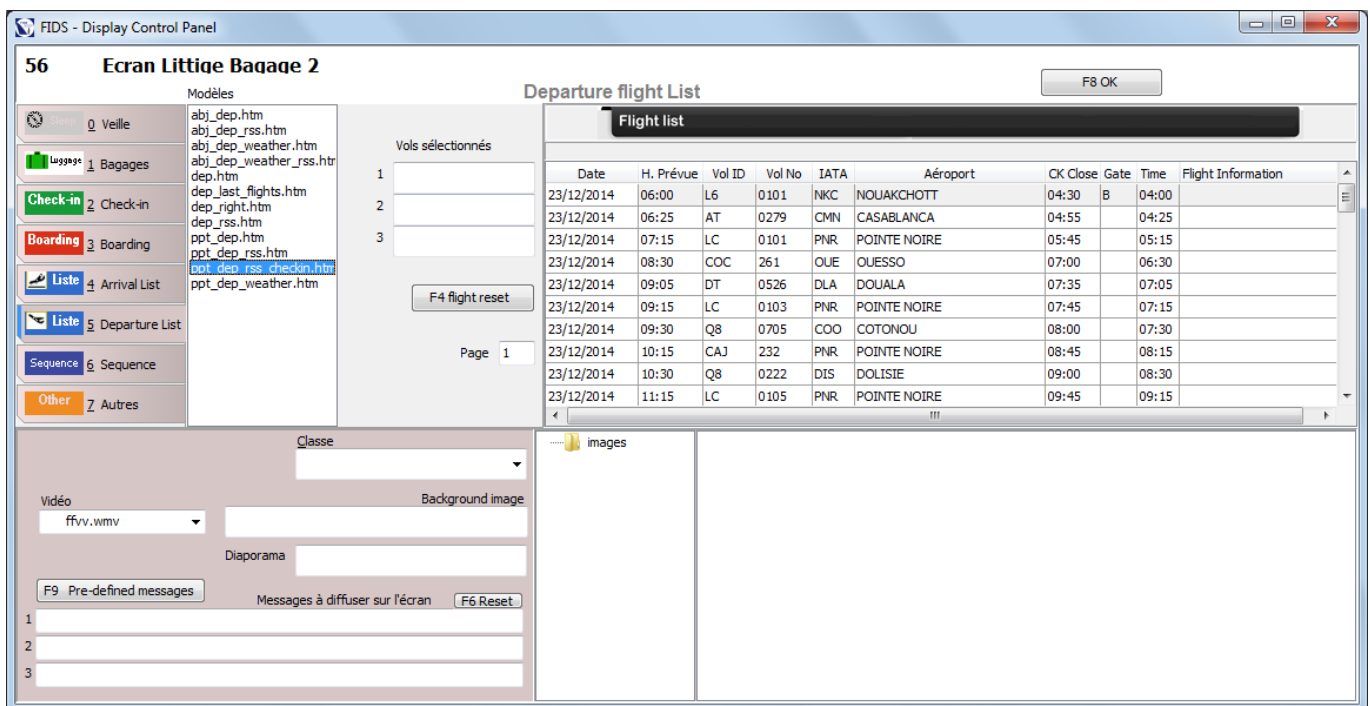 FIDS - Display Control Panel
56 Ecran Littige Bagage 2
F8 OK
Modèles
Departure flight List
Sleep 0 Veille
Luggage 1 Bagages
Check-in 2 Check-in
Boarding 3 Boarding
Liste 4 Arrival List
Liste 5 Departure List
Sequence 6 Sequence
Other 7 Autres
abj_dep.htm
abj_dep_rss.htm
abj_dep_weather.htm
abj_dep_weather_rss.htr
dep.htm
dep_last_flights.htm
dep_right.htm
dep_rss.htm
ppt_dep.htm
ppt_dep_rss.htm
ppt_dep_rss_checkin.htm
ppt_dep_weather.htm
Vols sélectionnés
1
2
3
F4 flight reset
Page 1
Flight list
Date H. Prévue Vol ID Vol No IATA Aéroport CK Close Gate Time Flight Information
23/12/2014 06:00 L6 0101 NKC NOUAKCHOTT 04:30 B 04:00
23/12/2014 06:25 AT 0279 CMN CASABLANCA 04:55 04:25
23/12/2014 07:15 LC 0101 PNR POINTE NOIRE 05:45 05:15
23/12/2014 08:30 COC 261 OUE OUESSO 07:00 06:30
23/12/2014 09:05 DT 0526 DLA DOUALA 07:35 07:05
23/12/2014 09:15 LC 0103 PNR POINTE NOIRE 07:45 07:15
23/12/2014 09:30 Q8 0705 COO COTONOU 08:00 07:30
23/12/2014 10:15 CAJ 232 PNR POINTE NOIRE 08:45 08:15
23/12/2014 10:30 Q8 0222 DIS DOLISIE 09:00 08:30
23/12/2014 11:15 LC 0105 PNR POINTE NOIRE 09:45 09:15
Classe
Vidéo
ffvv.wmv
Background image
Diaporama
F9 Pre-defined messages
Messages à diffuser sur l'écran
F6 Reset
1
2
3
images